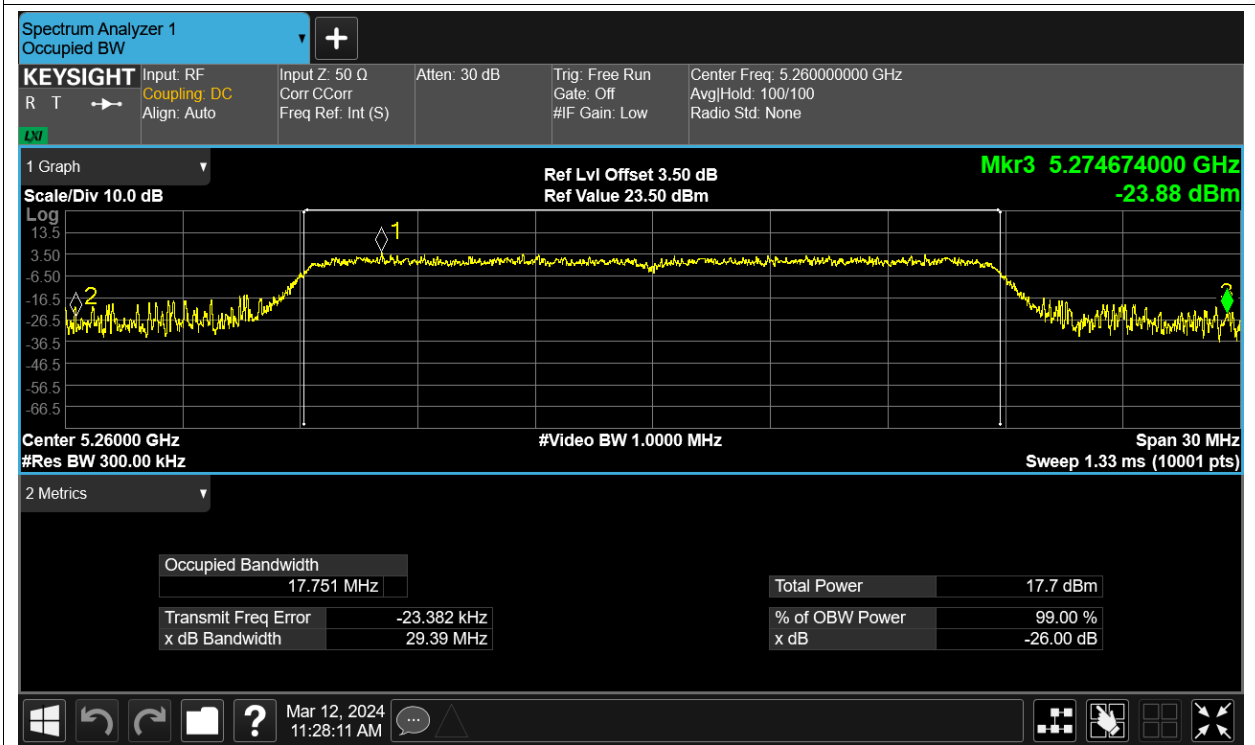 Spectrum Analyzer 1
Occupied BW
KEYSIGHT
R T
LXI
Input: RF
Coupling: DC
Align: Auto
Input Z: 50 Ω
Corr CCorr
Freq Ref: Int (S)
Atten: 30 dB
Trig: Free Run
Gate: Off
#IF Gain: Low
Center Freq: 5.260000000 GHz
Avg|Hold: 100/100
Radio Std: None
1 Graph
Scale/Div 10.0 dB
Ref Lvl Offset 3.50 dB
Ref Value 23.50 dBm
Mkr3 5.274674000 GHz
-23.88 dBm
Log
13.5
3.50
-6.50
-16.5
-26.5
-36.5
-46.5
-56.5
-66.5
1
2
3
Center 5.26000 GHz
#Res BW 300.00 kHz
#Video BW 1.0000 MHz
Span 30 MHz
Sweep 1.33 ms (10001 pts)
2 Metrics
Occupied Bandwidth
17.751 MHz
Transmit Freq Error -23.382 kHz
x dB Bandwidth 29.39 MHz
Total Power 17.7 dBm
% of OBW Power 99.00 %
x dB -26.00 dB
?
Mar 12, 2024
11:28:11 AM